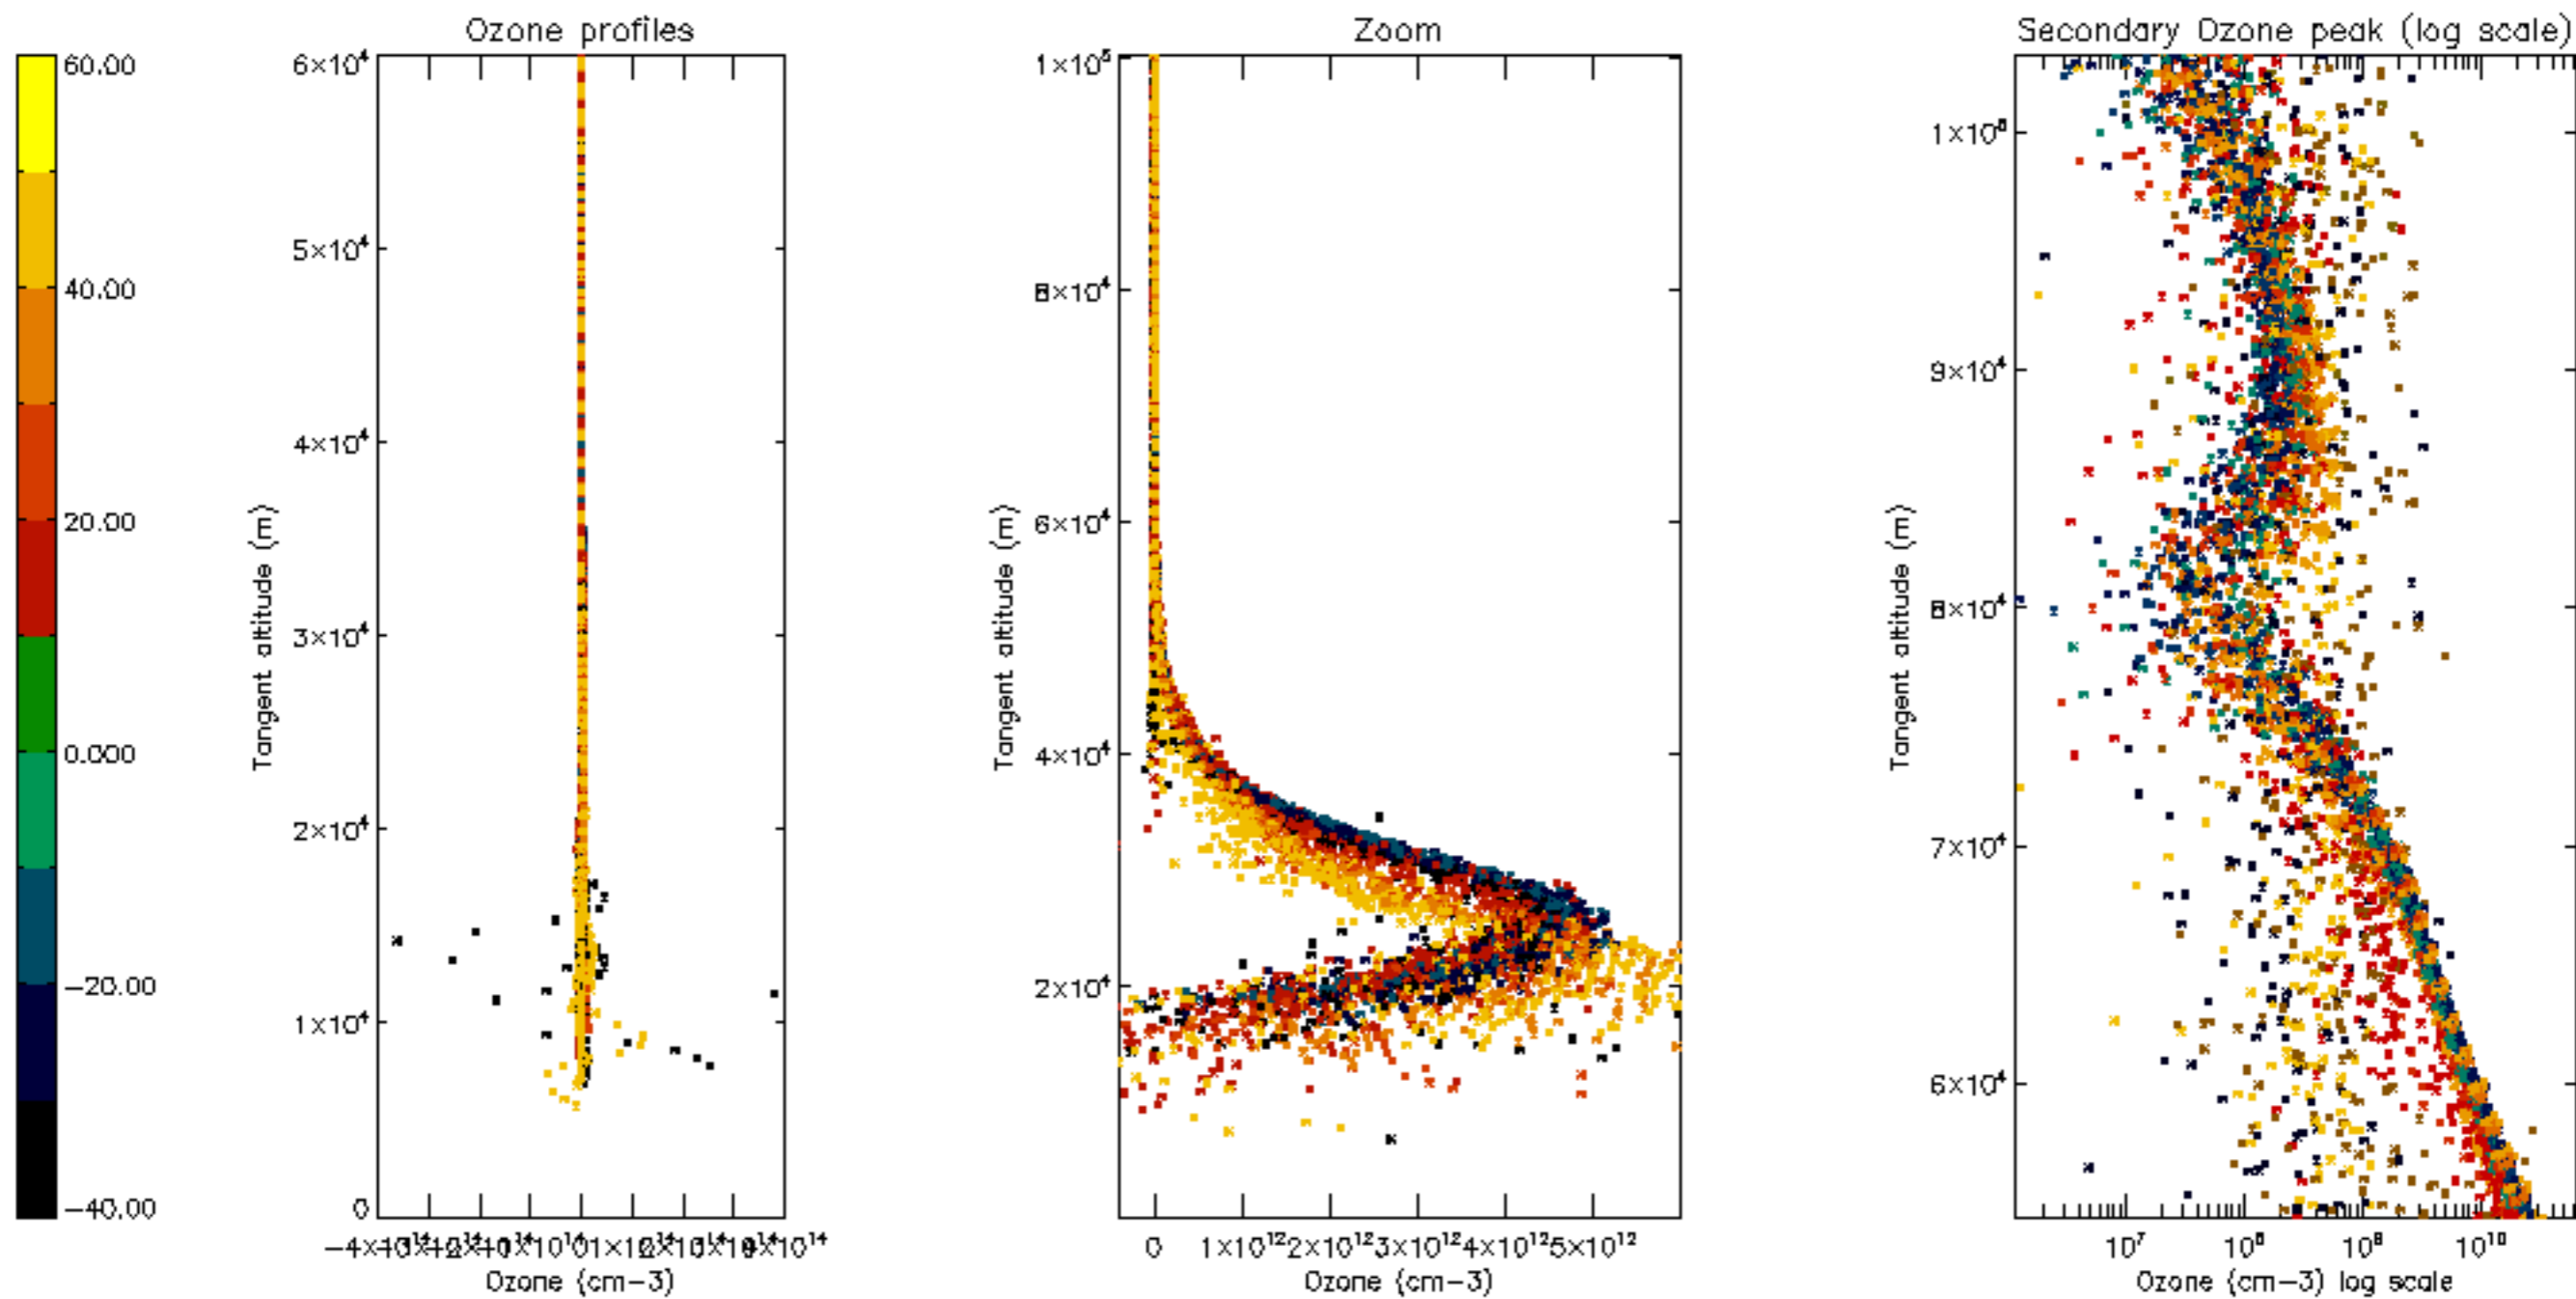 Ozone profiles
Zoom
Secondary Ozone peak (log scale)
60.00
40.00
20.00
0.000
−20.00
−40.00
6×10⁴
5×10⁴
4×10⁴
3×10⁴
2×10⁴
1×10⁴
0
Tangent altitude (m)
Ozone (cm−3)
1×10⁵
8×10⁴
6×10⁴
4×10⁴
2×10⁴
Tangent altitude (m)
0 1×10¹² 2×10¹² 3×10¹² 4×10¹² 5×10¹²
Ozone (cm−3)
9×10⁴
8×10⁴
7×10⁴
6×10⁴
Tangent altitude (m)
10⁷ 10⁸ 10⁹ 10¹⁰
Ozone (cm−3) log scale